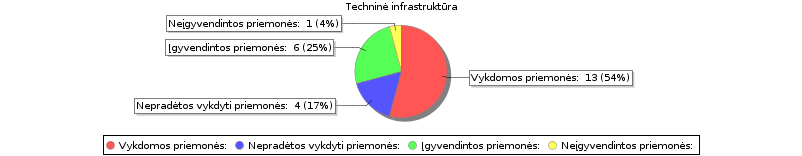 Techninė infrastruktūra
Neįgyvendintos priemonės: 1 (4%)
Įgyvendintos priemonės: 6 (25%)
Vykdomos priemonės: 13 (54%)
Nepradėtos vykdyti priemonės: 4 (17%)
Vykdomos priemonės: Nepradėtos vykdyti priemonės: Įgyvendintos priemonės: Neįgyvendintos priemonės: